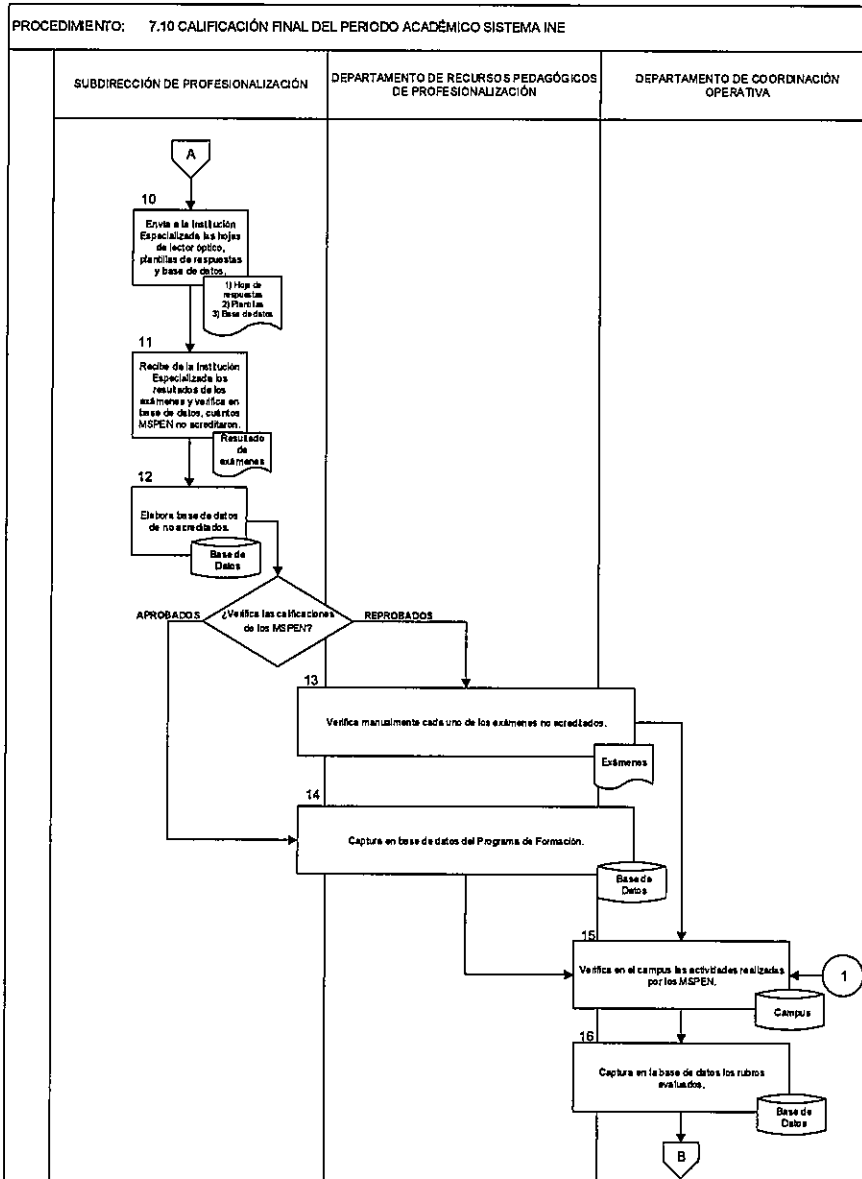 PROCEDIMIENTO: 7.10 CALIFICACIÓN FINAL DEL PERIODO ACADÉMICO SISTEMA INE
SUBDIRECCIÓN DE PROFESIONALIZACIÓN
DEPARTAMENTO DE RECURSOS PEDAGÓGICOS
DE PROFESIONALIZACIÓN
DEPARTAMENTO DE COORDINACIÓN
OPERATIVA
A
10
Envía a la Institución
Especializada las hojas
de lector óptico,
plantillas de respuestas
y base de datos.
1) Hoja de
respuestas
2) Plantillas
3) Base de datos
11
Recibe de la Institución
Especializada los
resultados de los
exámenes y verifica en
base de datos, cuántos
MSPEN no acreditaron.
Resultado
de
exámenes
12
Elabora base de datos
de no acreditados.
Base de
Datos
¿Verifica las calificaciones
de los MSPEN?
APROBADOS
REPROBADOS
13
Verifica manualmente cada uno de los exámenes no acreditados.
Exámenes
14
Captura en base de datos del Programa de Formación.
Base de
Datos
15
Verifica en el campus las actividades realizadas
por los MSPEN.
Campus
1
16
Captura en la base de datos los rubros
evaluados.
Base de
Datos
B